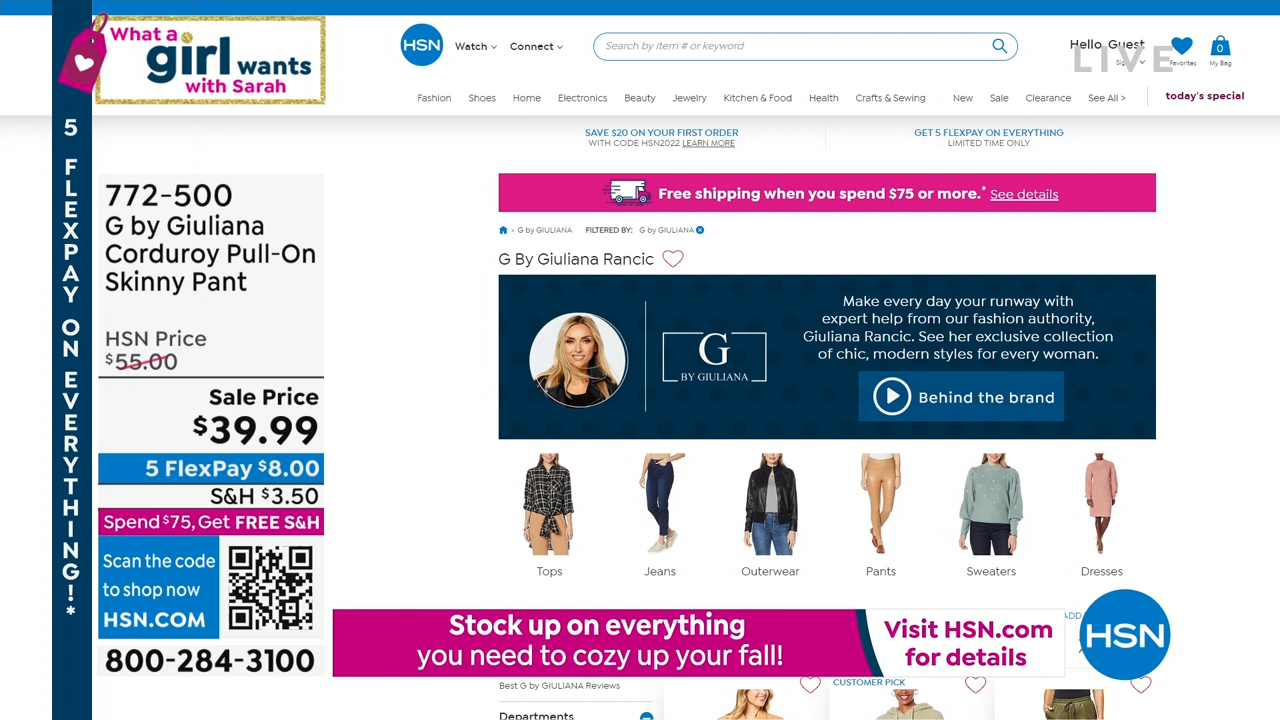 What a
girl wants
with Sarah
5 FLEXPAY ON EVERYTHING!*
772-500
G by Giuliana
Corduroy Pull-On
Skinny Pant
HSN Price
$55.00
Sale Price
$39.99
5 FlexPay $8.00
S&H $3.50
Spend $75, Get FREE S&H
Scan the code
to shop now
HSN.COM
800-284-3100
HSN
Watch
Connect
Search by item # or keyword
Hello, Guest
LIVE
Favorites
0
My Bag
Fashion Shoes Home Electronics Beauty Jewelry Kitchen & Food Health Crafts & Sewing New Sale Clearance See All > today's special
SAVE $20 ON YOUR FIRST ORDER
WITH CODE HSN2022 LEARN MORE
GET 5 FLEXPAY ON EVERYTHING
LIMITED TIME ONLY
Free shipping when you spend $75 or more.* See details
> G by GIULIANA FILTERED BY: G by GIULIANA
G By Giuliana Rancic
G
BY GIULIANA
Make every day your runway with
expert help from our fashion authority,
Giuliana Rancic. See her exclusive collection
of chic, modern styles for every woman.
Behind the brand
Tops Jeans Outerwear Pants Sweaters Dresses
Stock up on everything
you need to cozy up your fall!
Visit HSN.com
for details
HSN
Best G by GIULIANA Reviews
CUSTOMER PICK
Departments